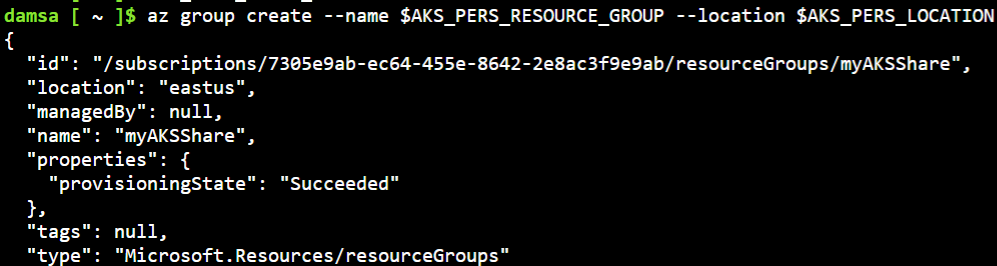 damsa [ ~ ]$ az group create --name $AKS_PERS_RESOURCE_GROUP --location $AKS_PERS_LOCATION
{
  "id": "/subscriptions/7305e9ab-ec64-455e-8642-2e8ac3f9e9ab/resourceGroups/myAKSShare",
  "location": "eastus",
  "managedBy": null,
  "name": "myAKSShare",
  "properties": {
    "provisioningState": "Succeeded"
  },
  "tags": null,
  "type": "Microsoft.Resources/resourceGroups"